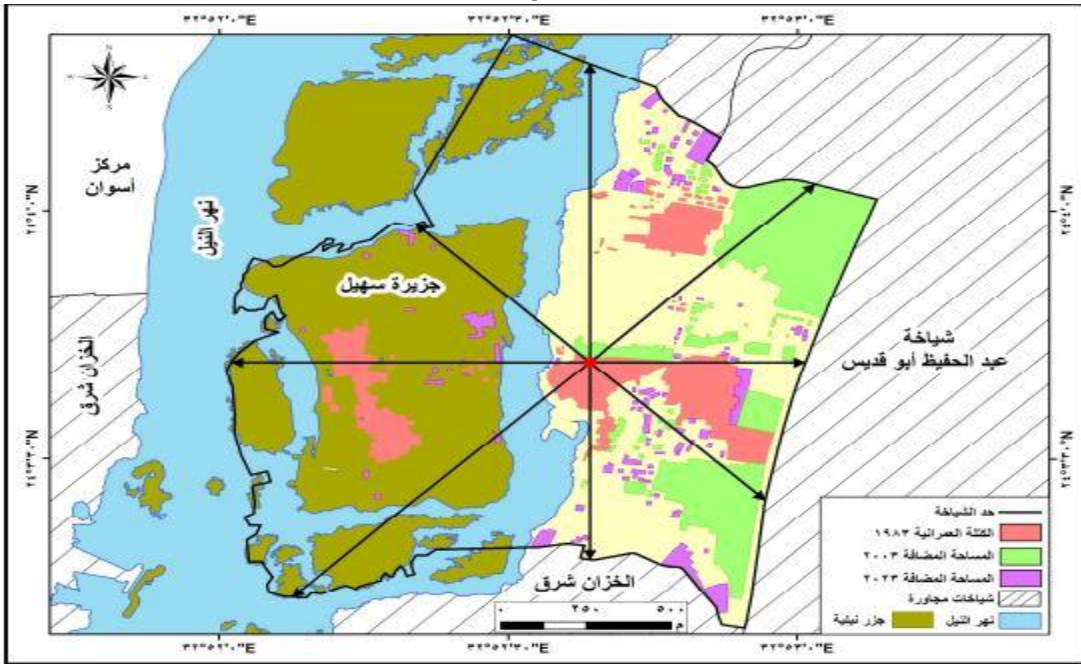 ٣٢°٥٢'٠"E
٣٢°٥٢'٣٠"E
٣٢°٥٣'٠"E
مركز
أسوان
نهر النيل
جزيرة سهيل
الخزان شرق
شياخة
عبد الحفيظ أبو قديس
الخزان شرق
حد الشياخة
الكتلة العمرانية ١٩٨٣
المساحة المضافة ٢٠٠٣
المساحة المضافة ٢٠٢٣
شياخات مجاورة
نهر النيل
جزر نيلية
٠ ٢٥٠ ٥٠٠
م
٣٢°٥٢'٠"E
٣٢°٥٢'٣٠"E
٣٢°٥٣'٠"E